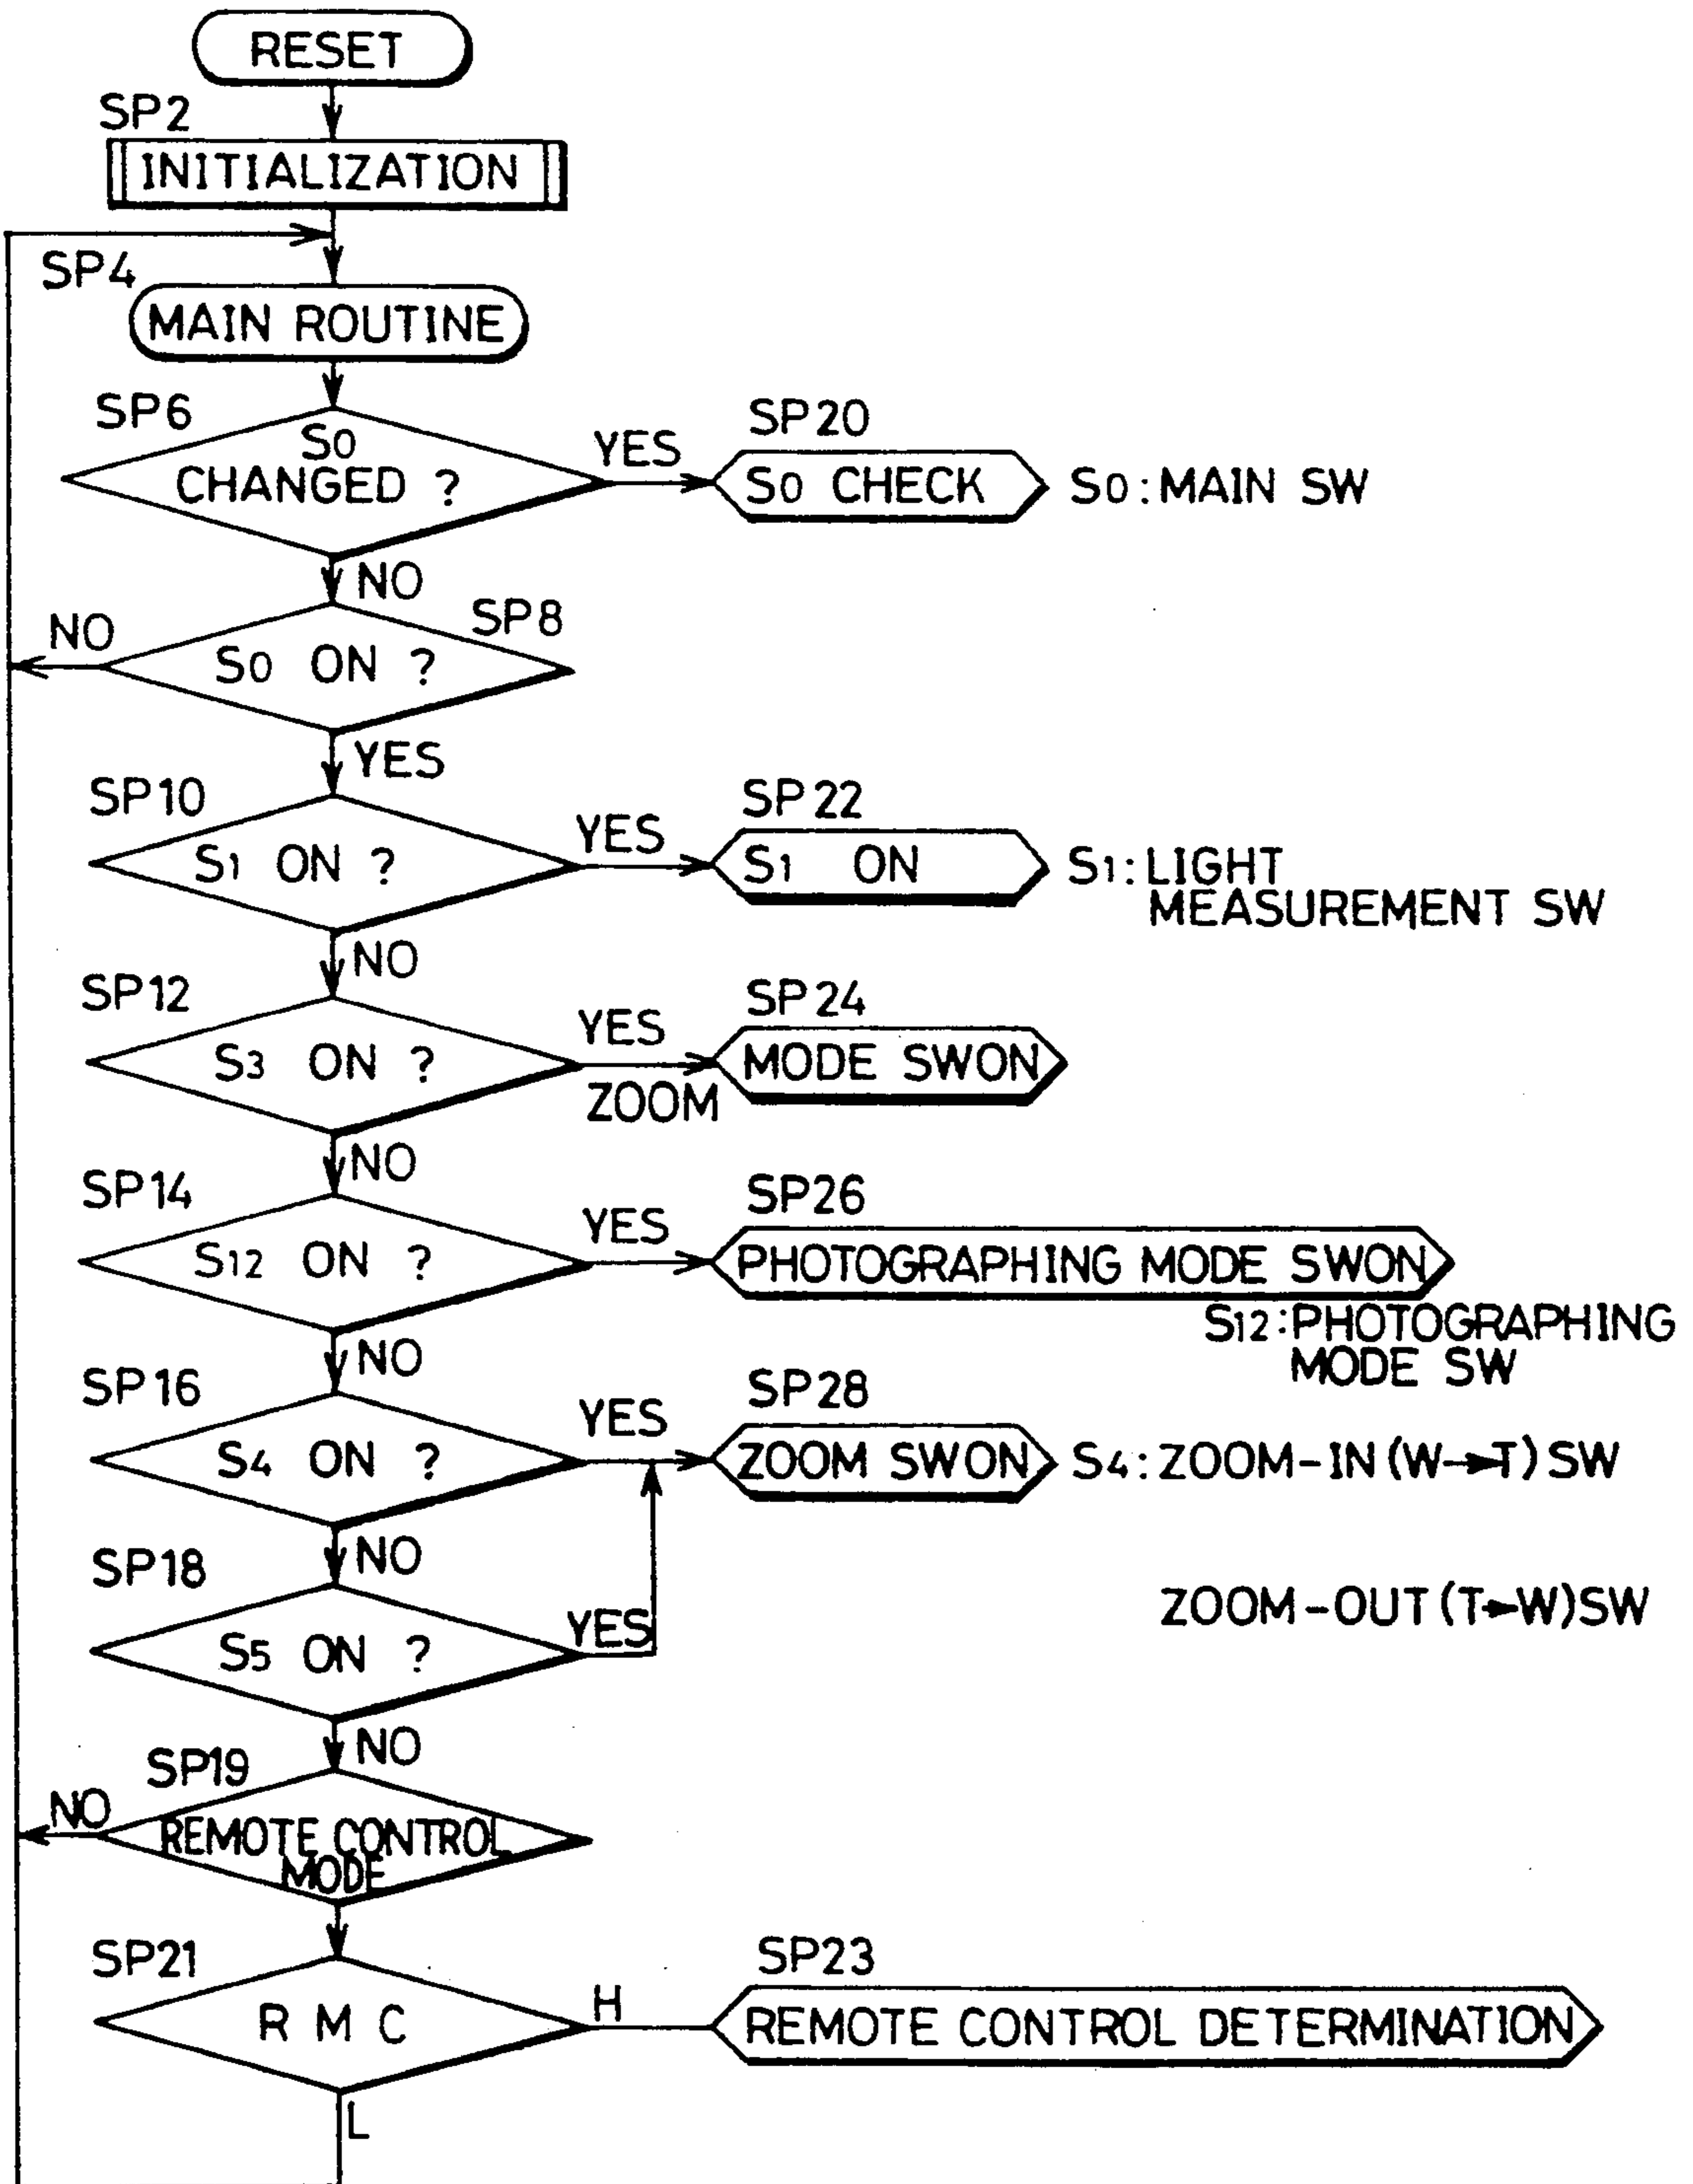 RESET
SP2
INITIALIZATION
SP4
MAIN ROUTINE
SP6
S0
CHANGED ?
YES
SP20
S0 CHECK
S0:MAIN SW
NO
SP8
NO
S0 ON ?
YES
SP10
S1 ON ?
YES
SP22
S1 ON
S1:LIGHT
MEASUREMENT SW
NO
SP12
S3 ON ?
YES
ZOOM
SP24
MODE SWON
NO
SP14
S12 ON ?
YES
SP26
PHOTOGRAPHING MODE SWON
S12:PHOTOGRAPHING
MODE SW
NO
SP16
S4 ON ?
YES
SP28
ZOOM SWON
S4:ZOOM-IN (W→T) SW
NO
SP18
S5 ON ?
YES
ZOOM-OUT (T→W)SW
NO
SP19
NO
REMOTE CONTROL
MODE
SP21
R M C
H
SP23
REMOTE CONTROL DETERMINATION
L